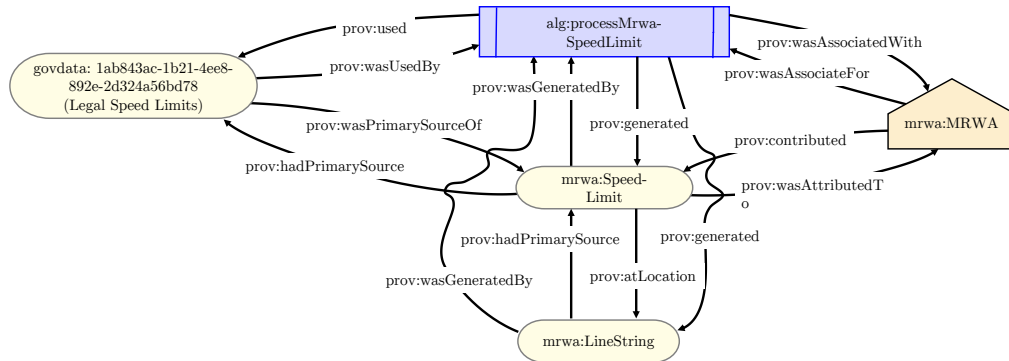 alg:processMrwa-
SpeedLimit
prov:used
prov:wasAssociatedWith
govdata: 1ab843ac-1b21-4ee8-
892e-2d324a56bd78
(Legal Speed Limits)
prov:wasUsedBy
prov:wasAssociateFor
prov:wasGeneratedBy
mrwa:MRWA
prov:wasPrimarySourceOf
prov:generated
prov:contributed
prov:hadPrimarySource
mrwa:Speed-
Limit
prov:wasAttributedT
o
prov:hadPrimarySource
prov:generated
prov:wasGeneratedBy
prov:atLocation
mrwa:LineString